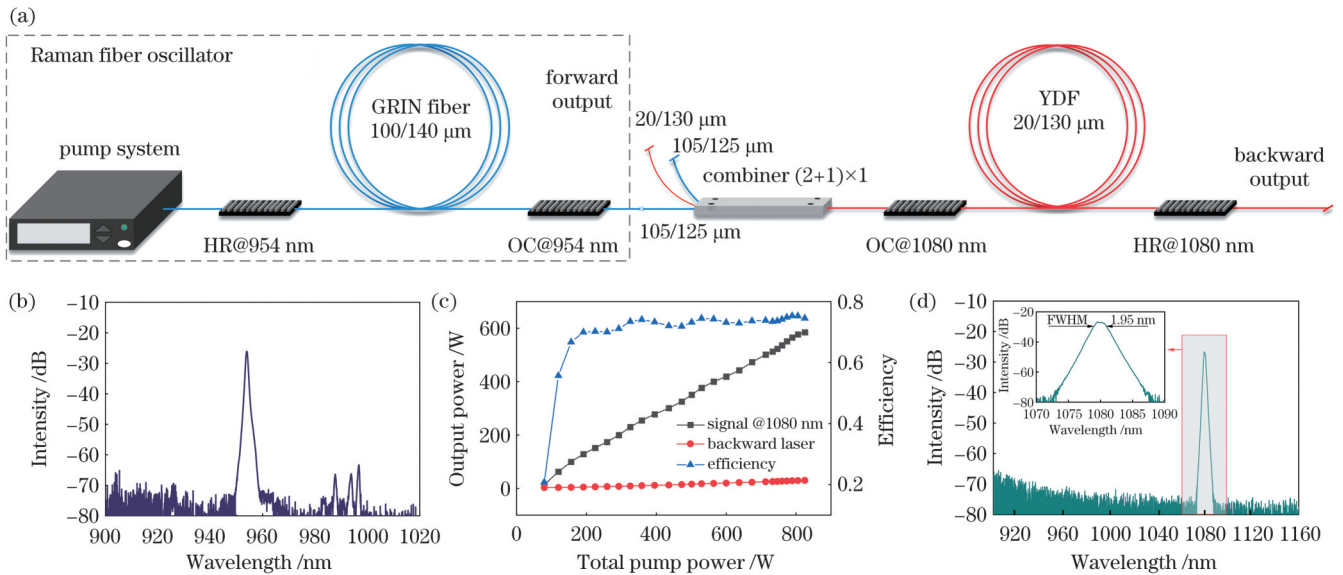 (a)
Raman fiber oscillator
pump system
HR@954 nm
GRIN fiber
100/140 μm
forward
output
OC@954 nm
20/130 μm
105/125 μm
combiner (2+1)×1
105/125 μm
OC@1080 nm
YDF
20/130 μm
HR@1080 nm
backward
output
(b)
Intensity /dB
−10
−20
−30
−40
−50
−60
−70
−80
900 920 940 960 980 1000 1020
Wavelength /nm
(c)
Output power /W
600
400
200
0
signal @1080 nm
backward laser
efficiency
0.8
0.6
0.4
0.2
Efficiency
0 100 200 300 400 500 600 700 800
Total pump power /W
(d)
Intensity /dB
−10
−20
−30
−40
−50
−60
−70
−80
Intensity /dB
−20
−40
−60
−80
FWHM 1.95 nm
1070 1075 1080 1085 1090
Wavelength /nm
920 960 1000 1040 1080 1120 1160
Wavelength /nm